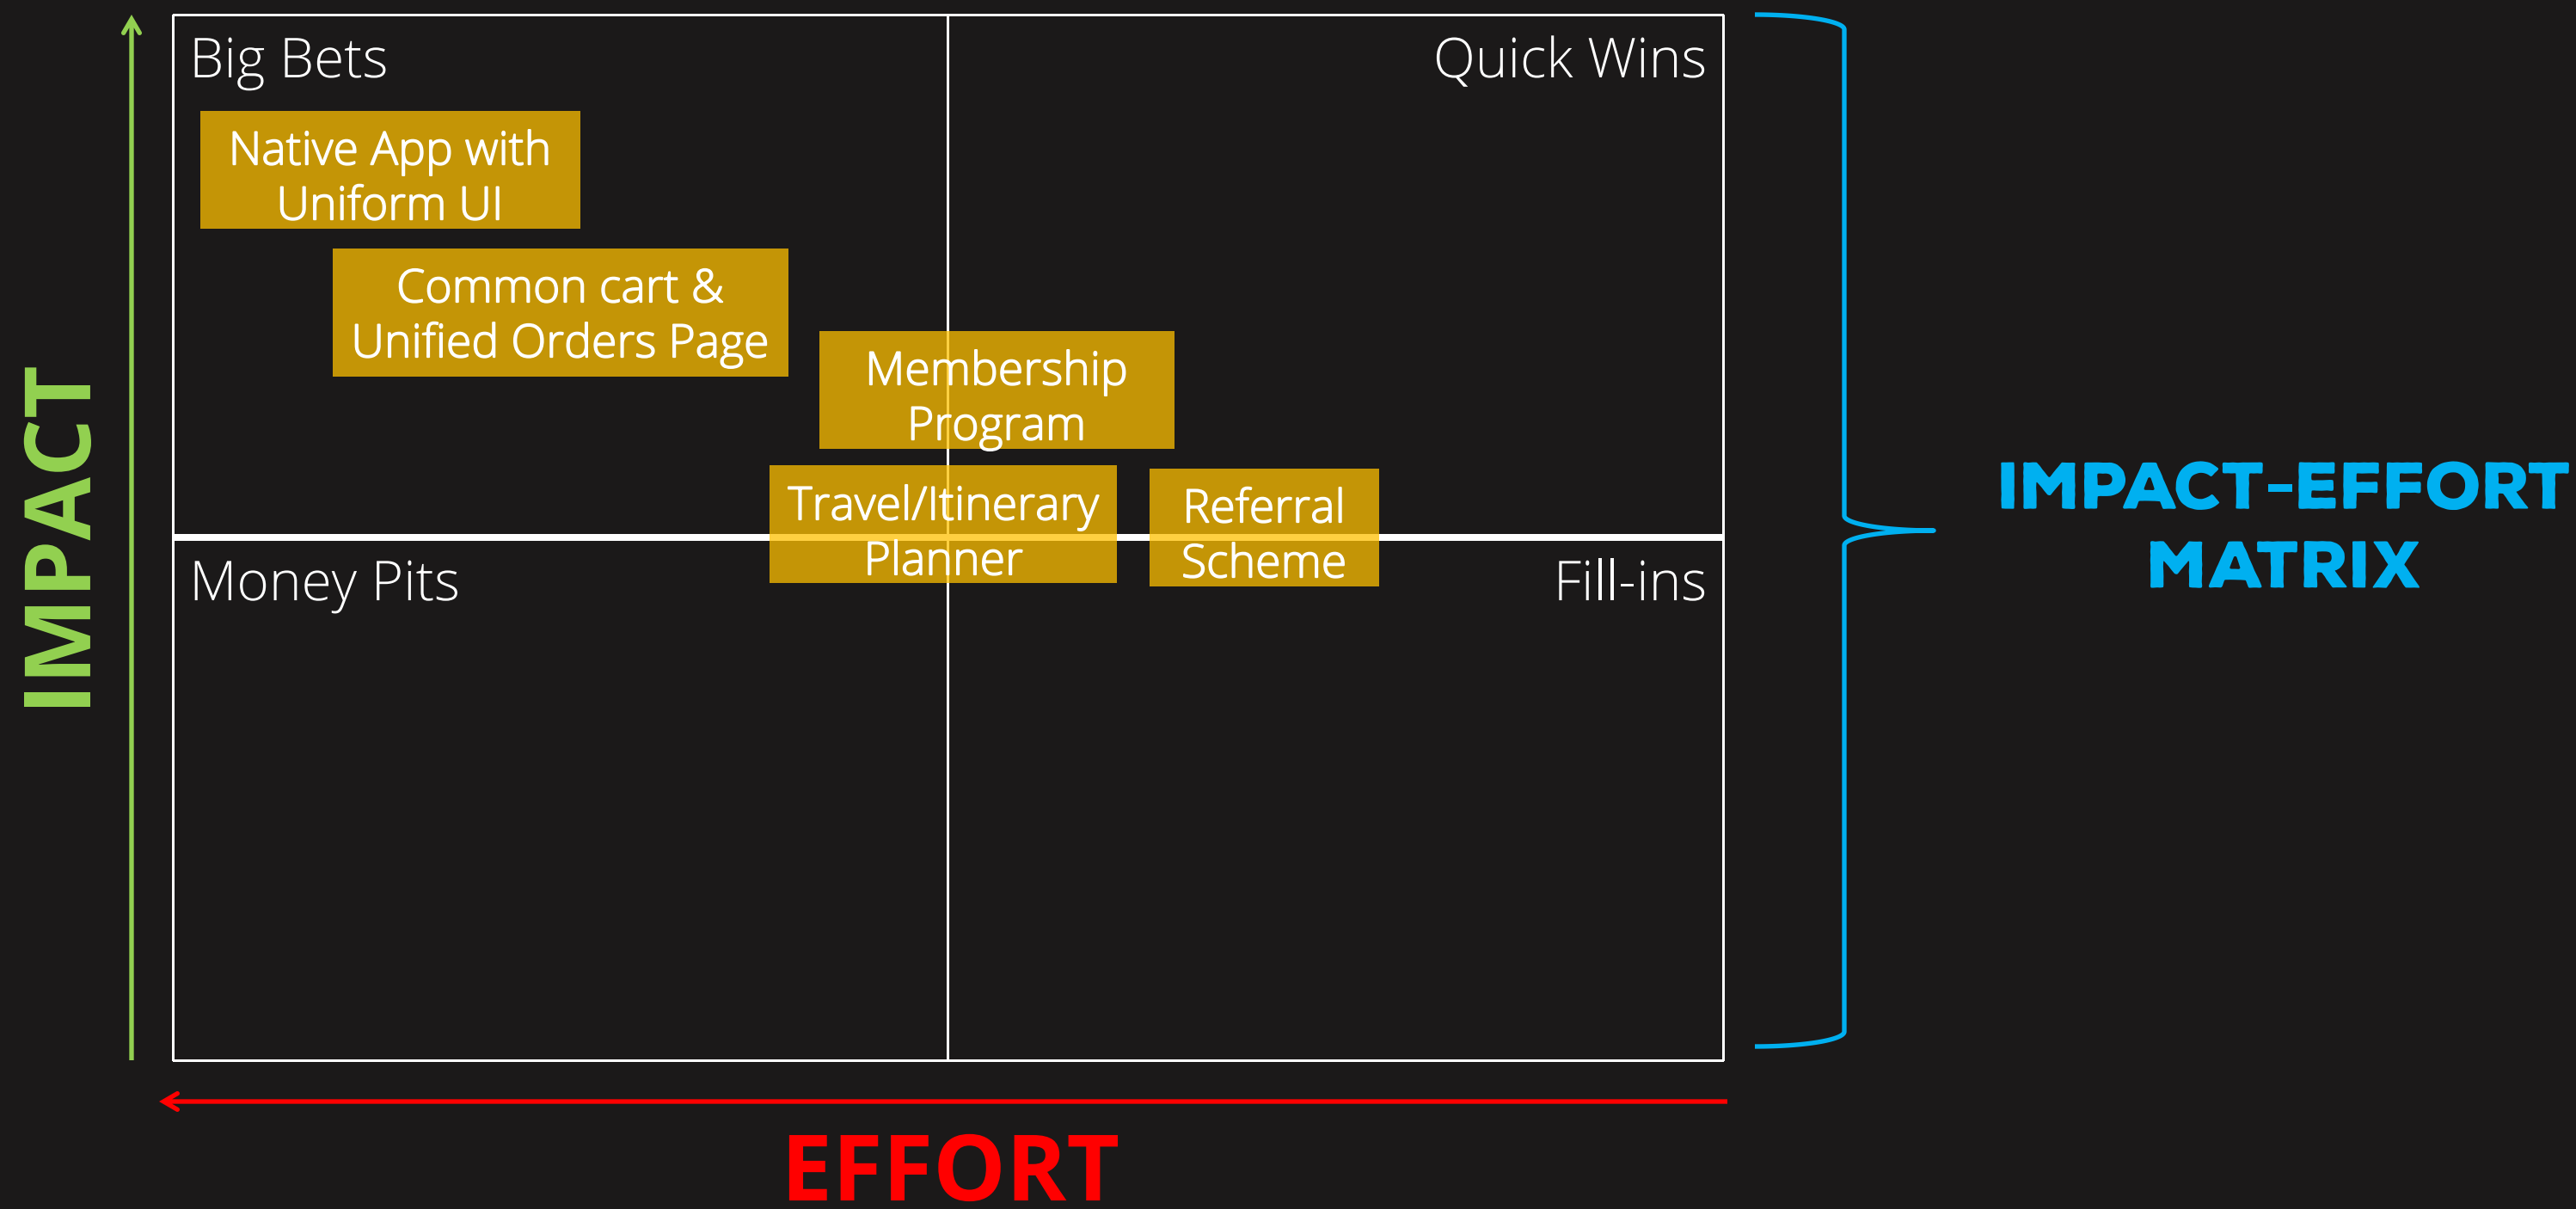 Big Bets
Quick Wins
Native App with
Uniform UI
Common cart &
Unified Orders Page
Membership
Program
Travel/Itinerary
Planner
Referral
Scheme
Money Pits
Fill-ins
IMPACT
EFFORT
IMPACT-EFFORT
MATRIX